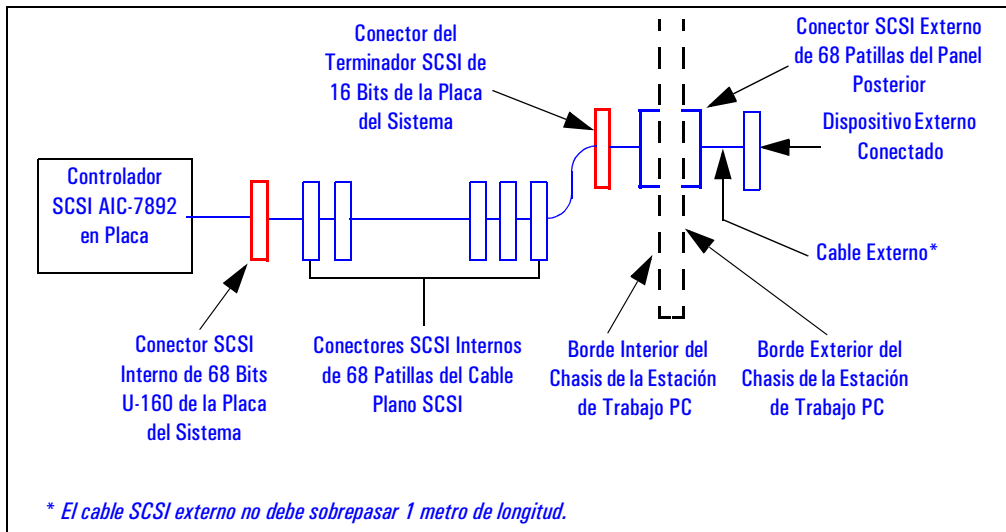 Conector del
Terminador SCSI de
16 Bits de la Placa
del Sistema
Conector SCSI Externo
de 68 Patillas del Panel
Posterior
Dispositivo Externo
Conectado
Controlador
SCSI AIC-7892
en Placa
Cable Externo*
Conector SCSI
Interno de 68 Bits
U-160 de la Placa
del Sistema
Conectores SCSI Internos
de 68 Patillas del Cable
Plano SCSI
Borde Interior del
Chasis de la Estación
de Trabajo PC
Borde Exterior del
Chasis de la Estación
de Trabajo PC
* El cable SCSI externo no debe sobrepasar 1 metro de longitud.